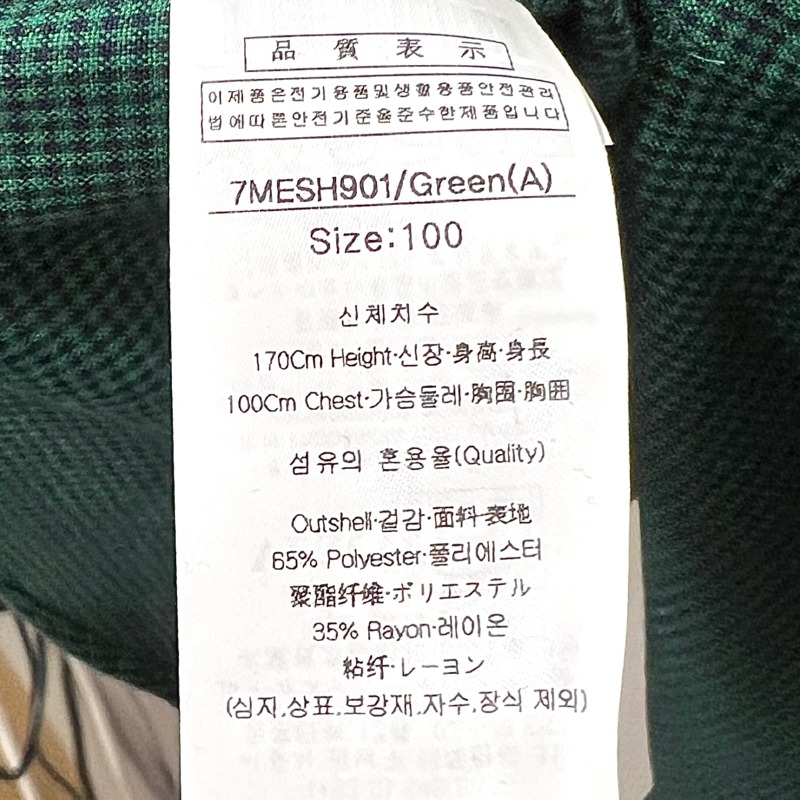 品質表示
이제품은전기용품및생활용품안전관리
법에따른안전기준을준수한제품입니다
7MESH901/Green(A)
Size:100
신체치수
170Cm Height·신장·身高·身長
100Cm Chest·가슴둘레·胸围·胸囲
섬유의 혼용율(Quality)
Outshell·겉감·面料·表地
65% Polyester·폴리에스터
聚酯纤维·ポリエステル
35% Rayon·레이온
粘纤·レーヨン
(심지,상표,보강재,자수,장식 제외)